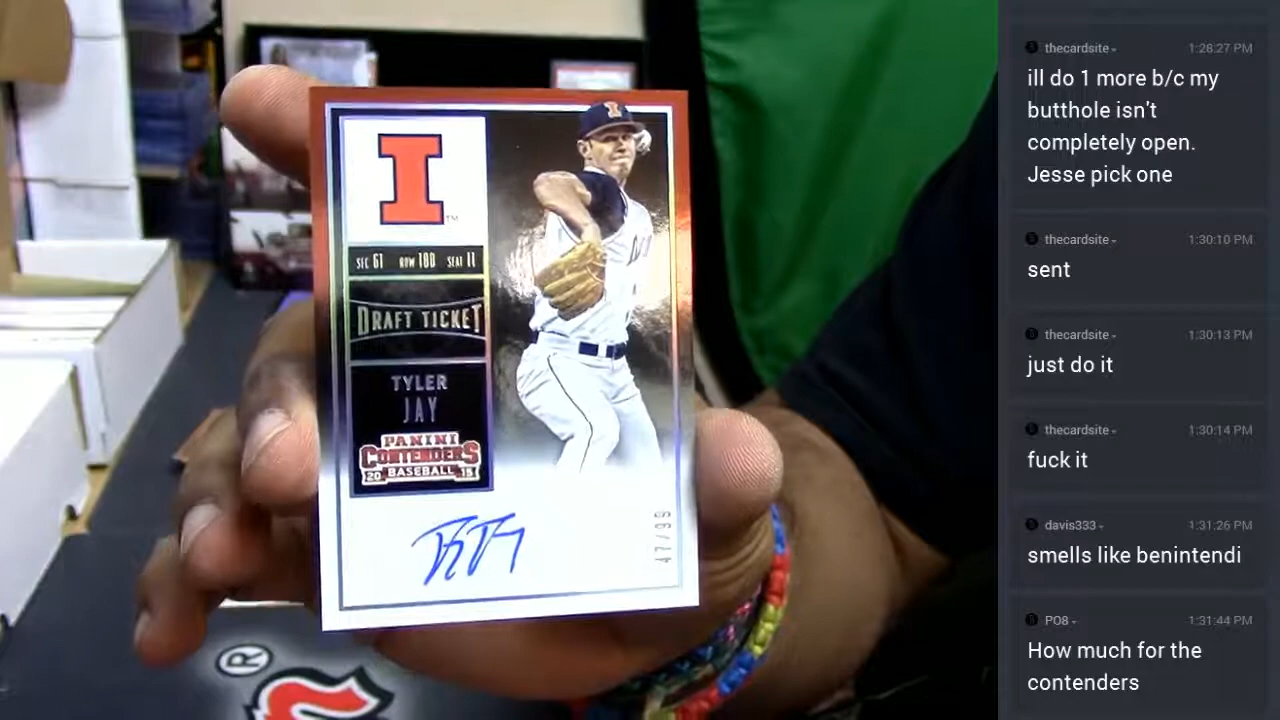 I
TM
I
SEC 61 ROW 100 SEAT 11
DRAFT TICKET
TYLER
JAY
PANINI
CONTENDERS
20 BASEBALL 15
47/99
®
thecardsite
1:28:27 PM
ill do 1 more b/c my
butthole isn't
completely open.
Jesse pick one
thecardsite
1:30:10 PM
sent
thecardsite
1:30:13 PM
just do it
thecardsite
1:30:14 PM
fuck it
davis333
1:31:26 PM
smells like benintendi
PO8
1:31:44 PM
How much for the
contenders